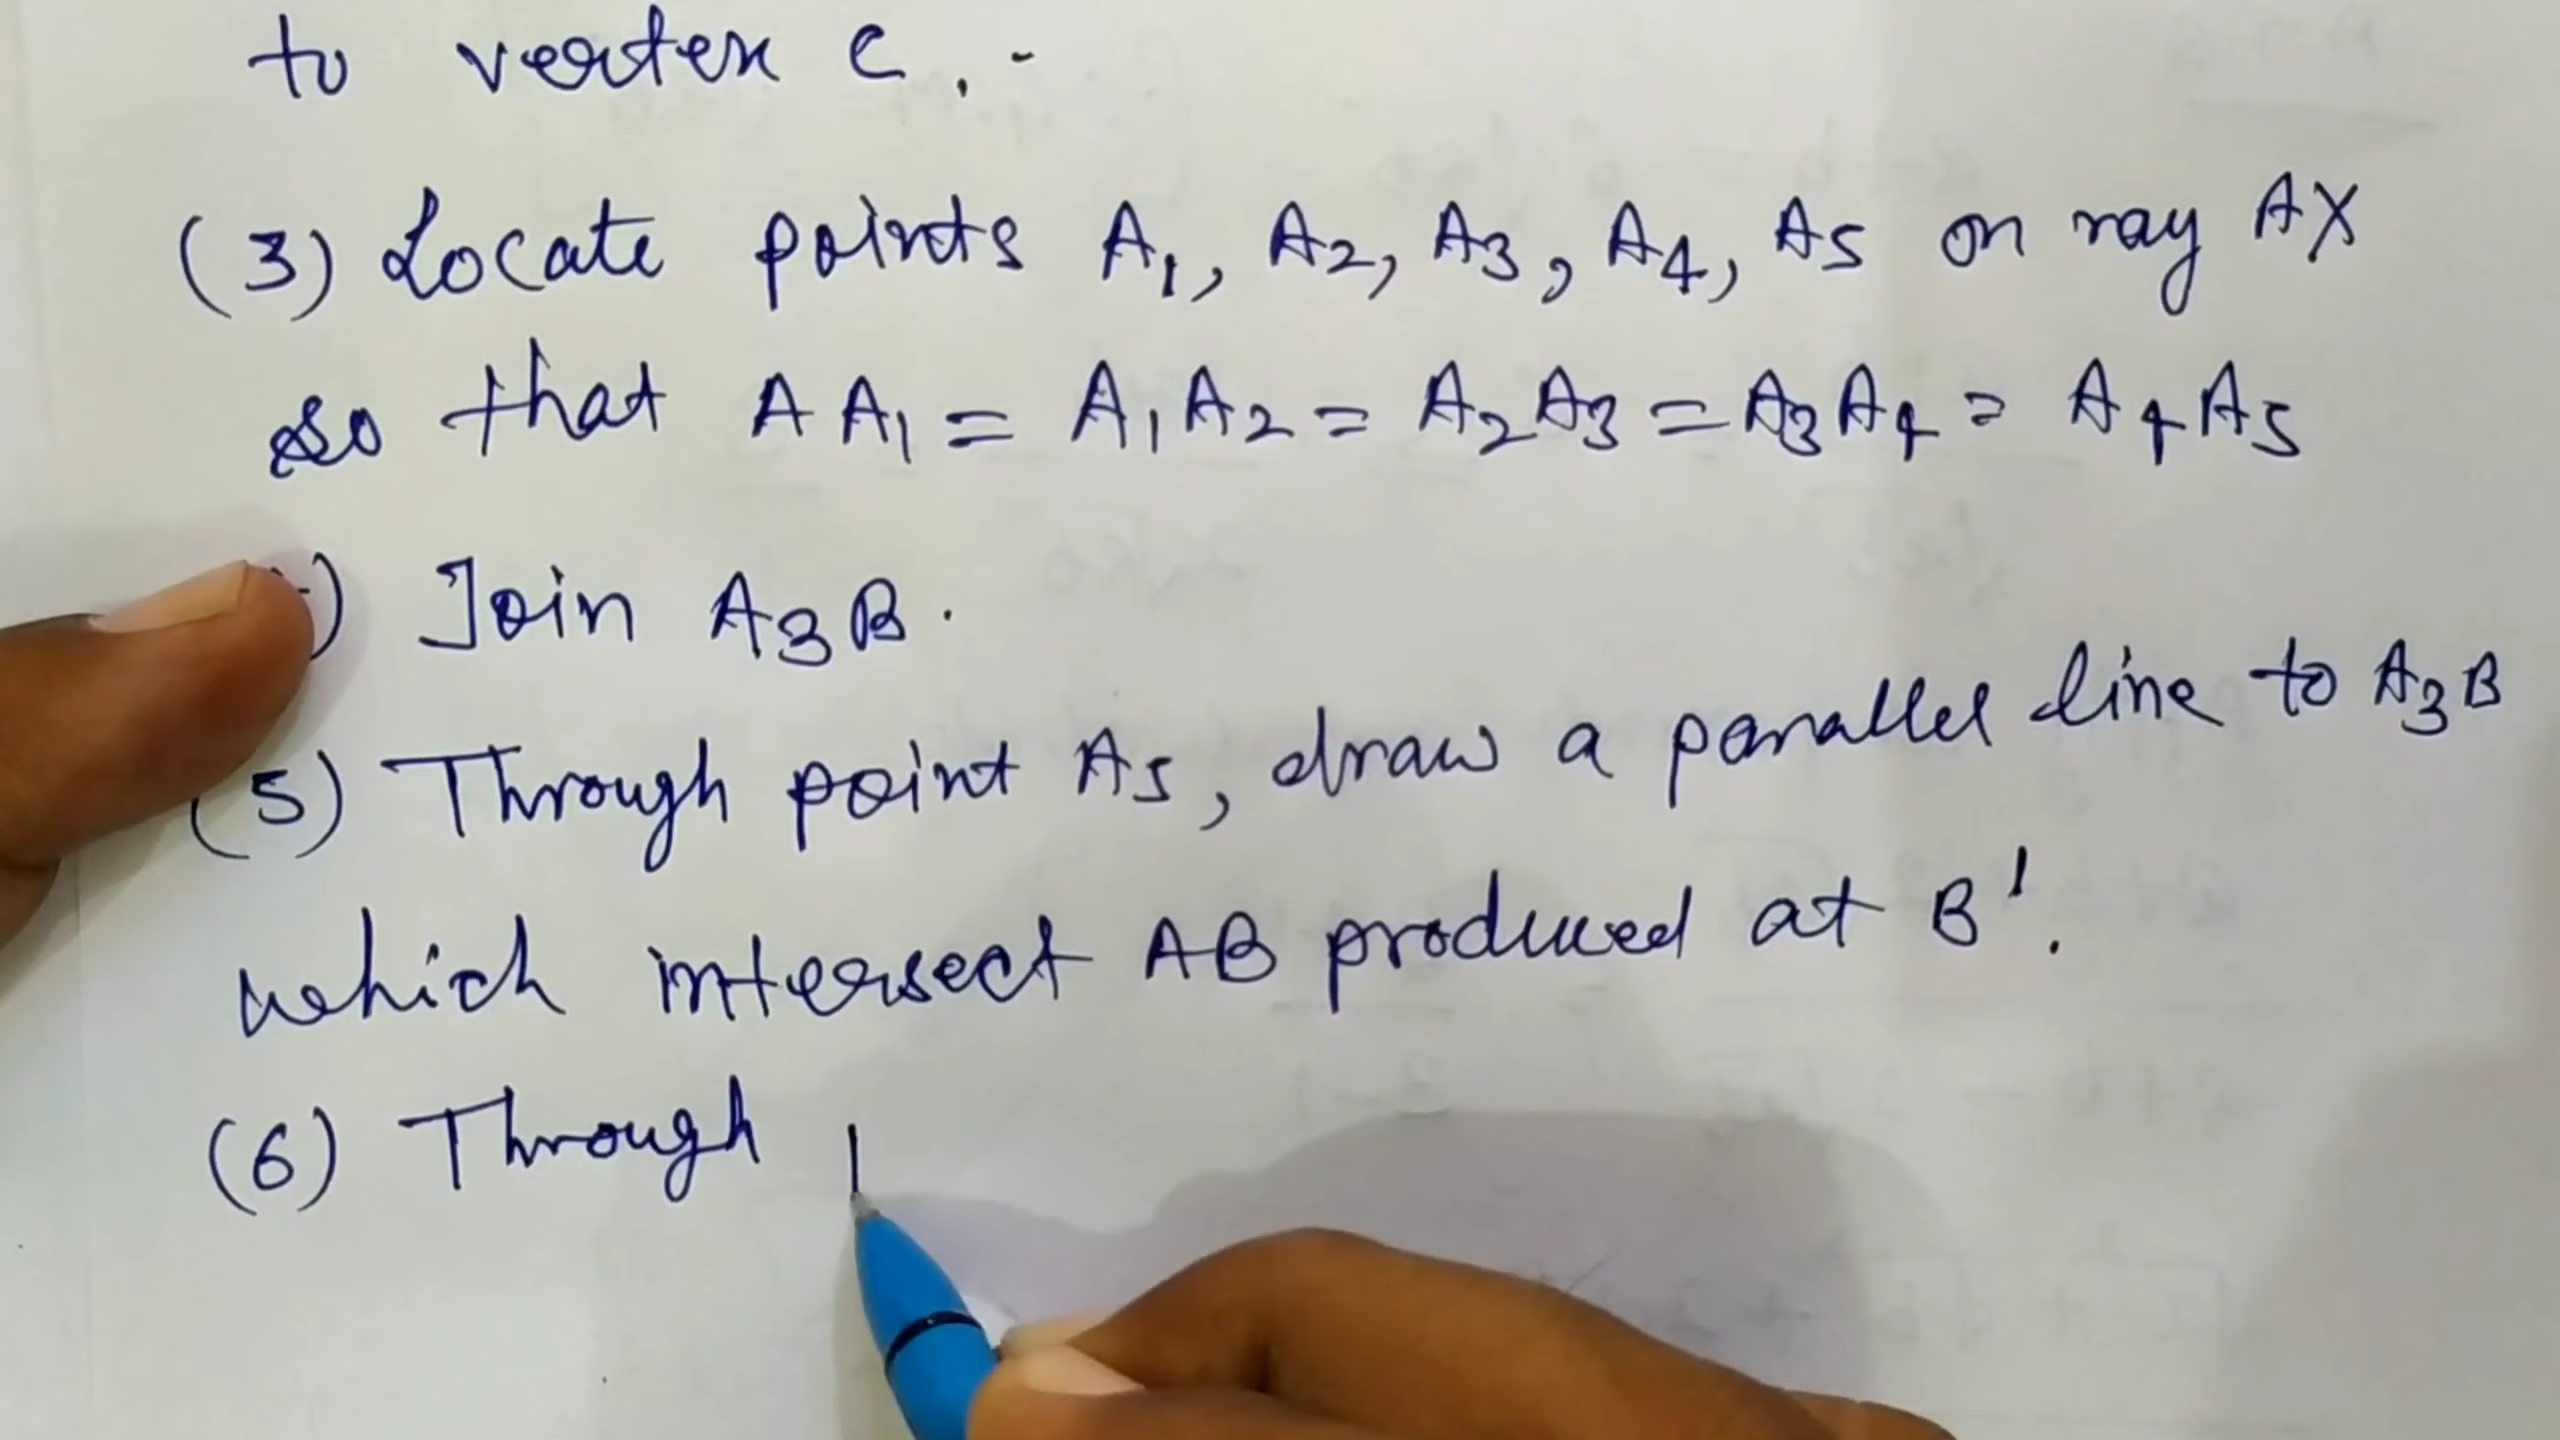 to vertex C.
(3) Locate points A₁, A₂, A₃, A₄, A₅ on ray AX
so that AA₁ = A₁A₂ = A₂A₃ = A₃A₄ = A₄A₅
) Join A₃B.
(5) Through point A₅, draw a parallel line to A₃B
which intersect AB produced at B'.
(6) Through